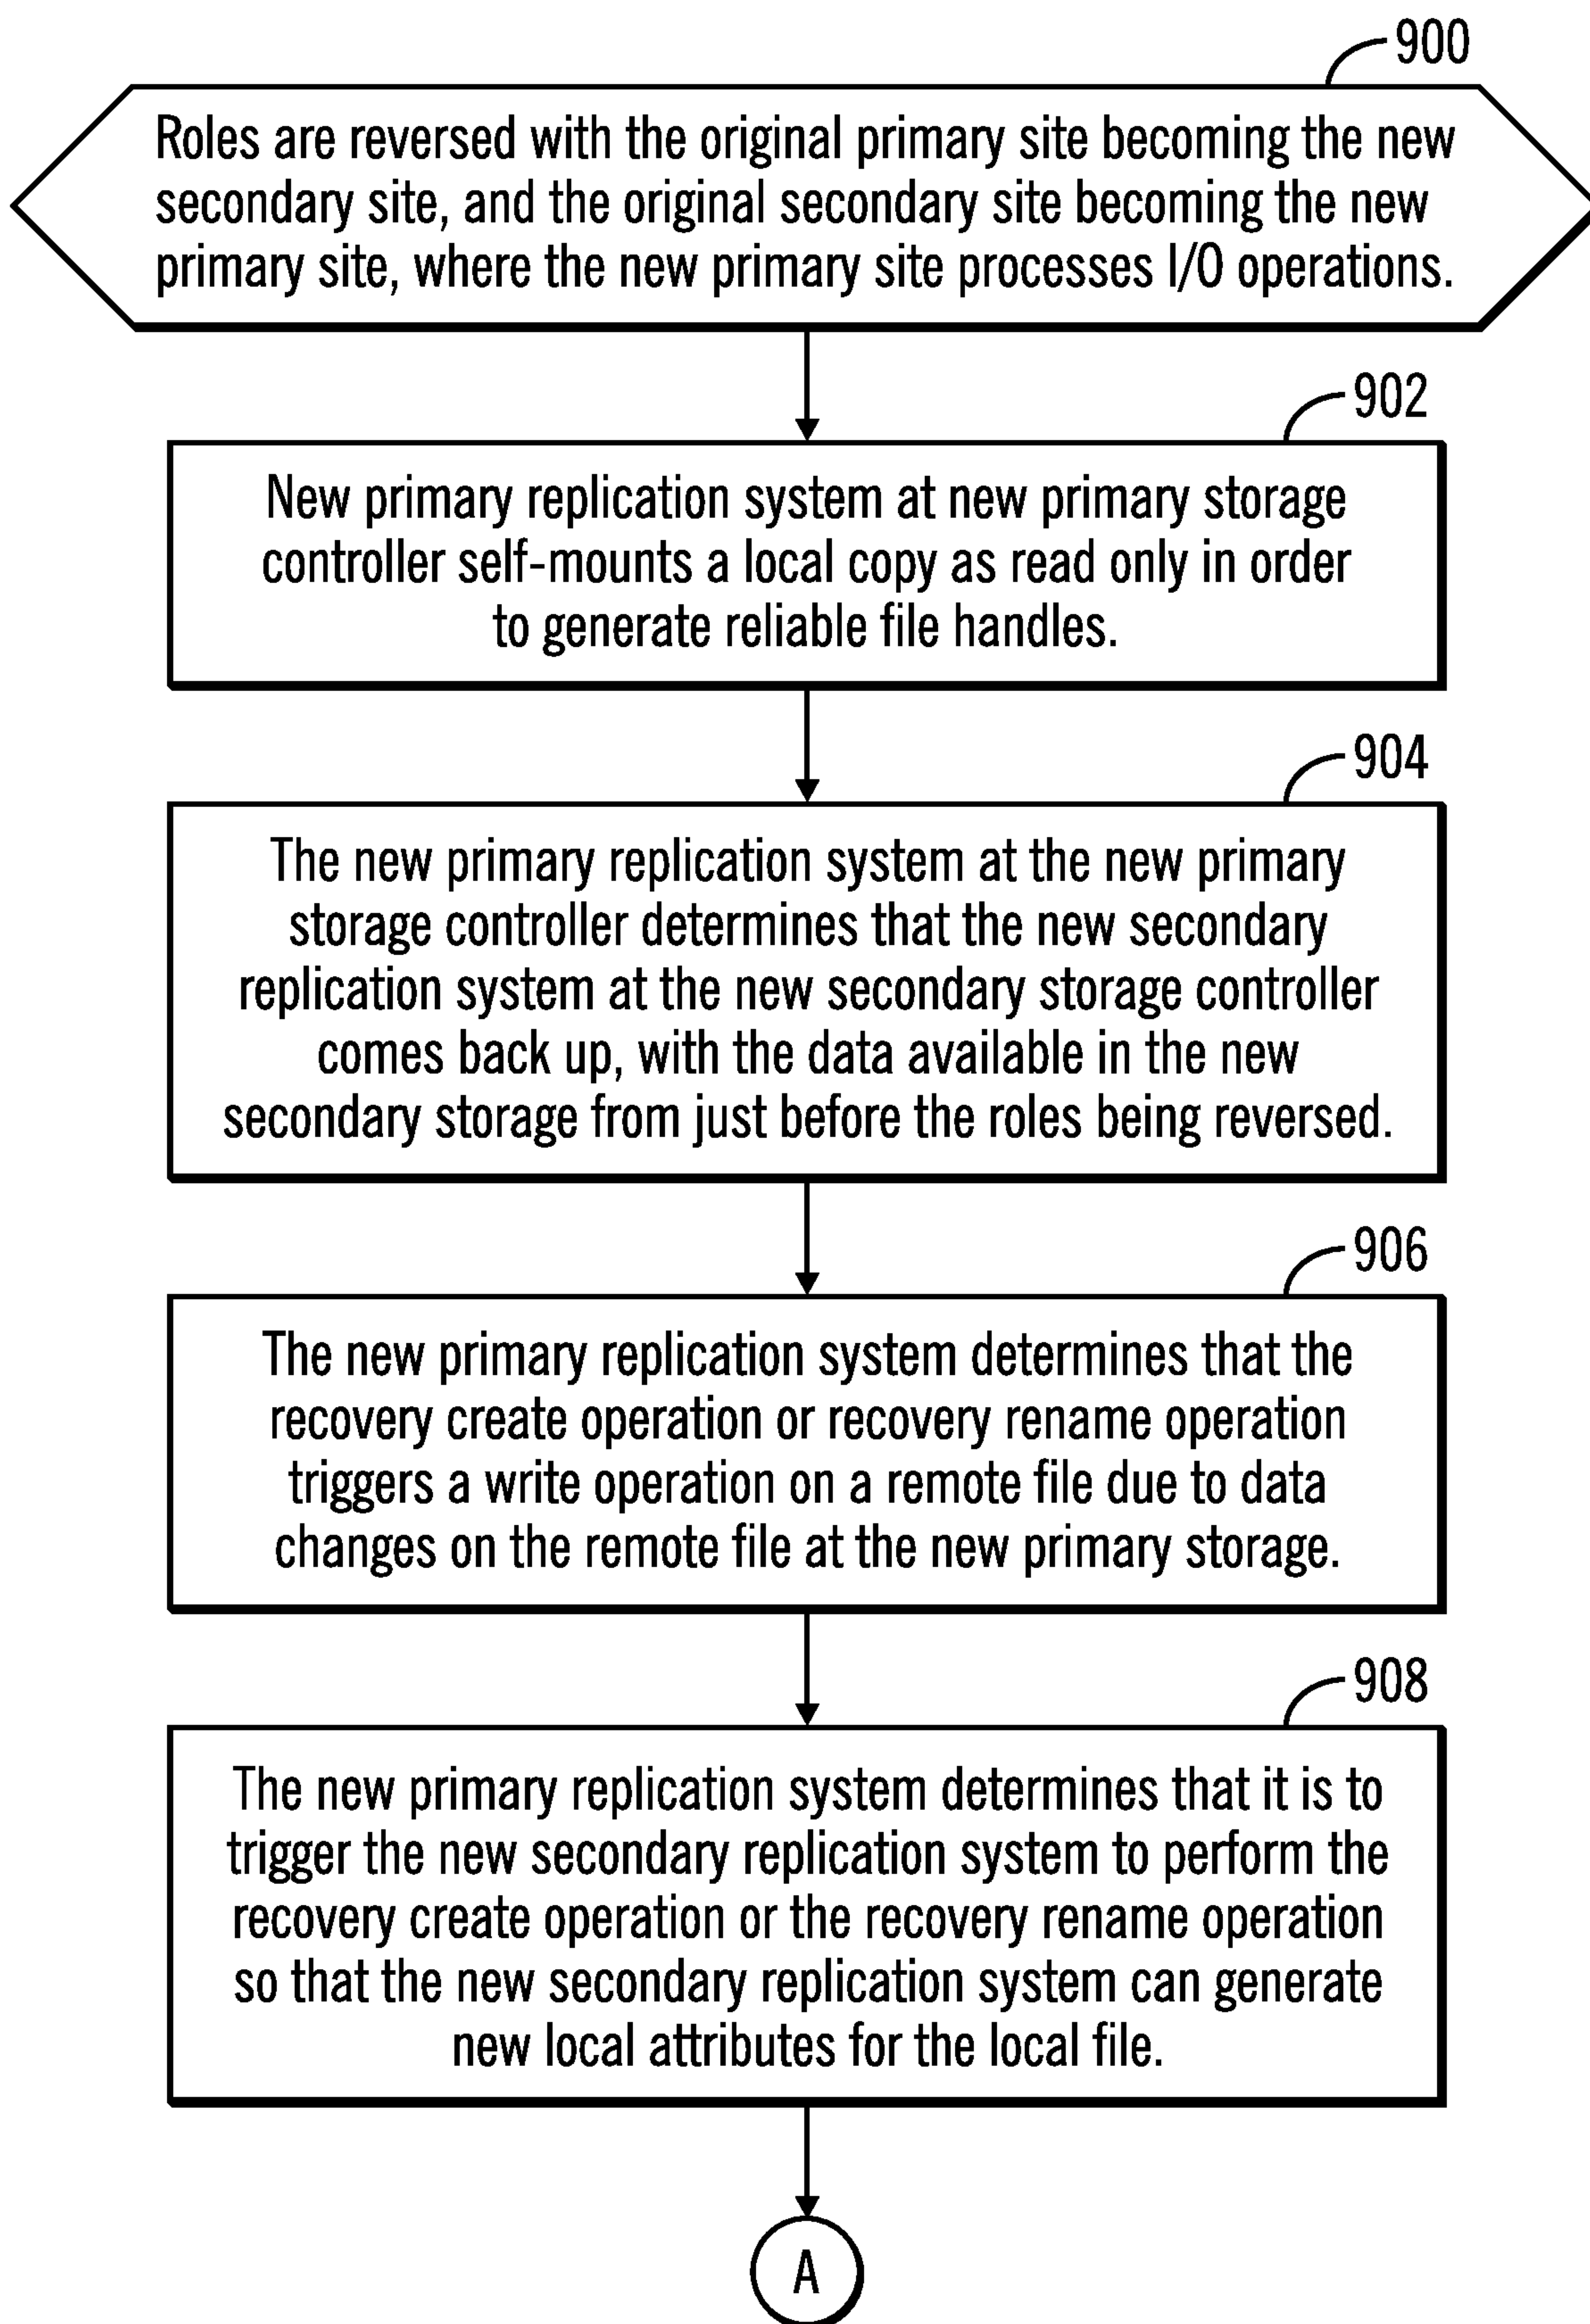 900
Roles are reversed with the original primary site becoming the new
secondary site, and the original secondary site becoming the new
primary site, where the new primary site processes I/O operations.
902
New primary replication system at new primary storage
controller self-mounts a local copy as read only in order
to generate reliable file handles.
904
The new primary replication system at the new primary
storage controller determines that the new secondary
replication system at the new secondary storage controller
comes back up, with the data available in the new
secondary storage from just before the roles being reversed.
906
The new primary replication system determines that the
recovery create operation or recovery rename operation
triggers a write operation on a remote file due to data
changes on the remote file at the new primary storage.
908
The new primary replication system determines that it is to
trigger the new secondary replication system to perform the
recovery create operation or the recovery rename operation
so that the new secondary replication system can generate
new local attributes for the local file.
A